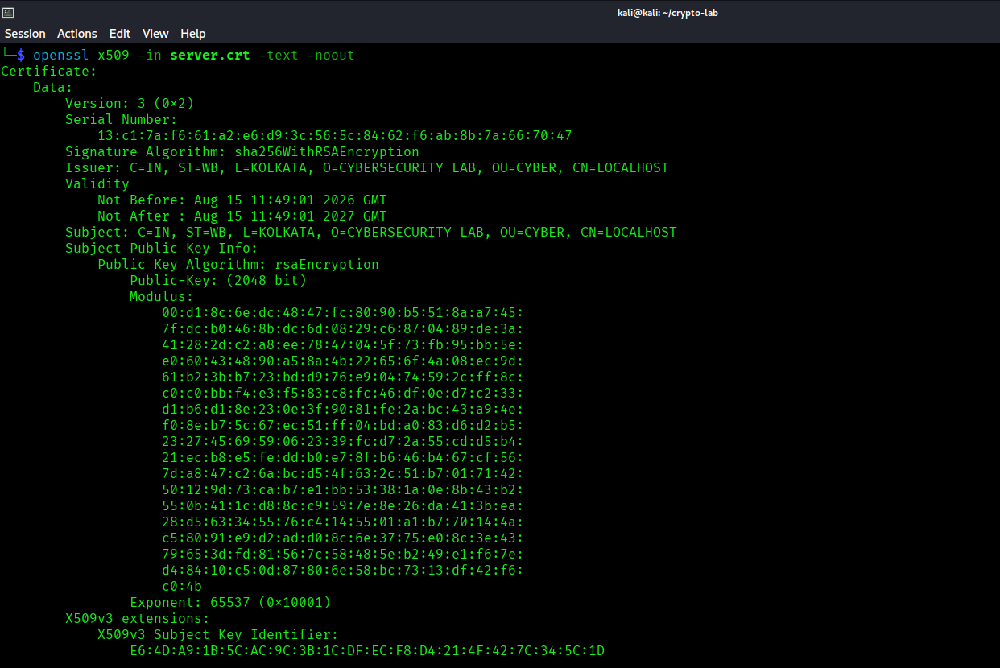 kali@kali: ~/crypto-lab
Session Actions Edit View Help
└─$ openssl x509 -in server.crt -text -noout
Certificate:
    Data:
        Version: 3 (0×2)
        Serial Number:
            13:c1:7a:f6:61:a2:e6:d9:3c:56:5c:84:62:f6:ab:8b:7a:66:70:47
        Signature Algorithm: sha256WithRSAEncryption
        Issuer: C=IN, ST=WB, L=KOLKATA, O=CYBERSECURITY LAB, OU=CYBER, CN=LOCALHOST
        Validity
            Not Before: Aug 15 11:49:01 2026 GMT
            Not After : Aug 15 11:49:01 2027 GMT
        Subject: C=IN, ST=WB, L=KOLKATA, O=CYBERSECURITY LAB, OU=CYBER, CN=LOCALHOST
        Subject Public Key Info:
            Public Key Algorithm: rsaEncryption
                Public-Key: (2048 bit)
                Modulus:
                    00:d1:8c:6e:dc:48:47:fc:80:90:b5:51:8a:a7:45:
                    7f:dc:b0:46:8b:dc:6d:08:29:c6:87:04:89:de:3a:
                    41:28:2d:c2:a8:ee:78:47:04:5f:73:fb:95:bb:5e:
                    e0:60:43:48:90:a5:8a:4b:22:65:6f:4a:08:ec:9d:
                    61:b2:3b:b7:23:bd:d9:76:e9:04:74:59:2c:ff:8c:
                    c0:c0:bb:f4:e3:f5:83:c8:fc:46:df:0e:d7:c2:33:
                    d1:b6:d1:8e:23:0e:3f:90:81:fe:2a:bc:43:a9:4e:
                    f0:8e:b7:5c:67:ec:51:ff:04:bd:a0:83:d6:d2:b5:
                    23:27:45:69:59:06:23:39:fc:d7:2a:55:cd:d5:b4:
                    21:ec:b8:e5:fe:dd:b0:e7:8f:b6:46:b4:67:cf:56:
                    7d:a8:47:c2:6a:bc:d5:4f:63:2c:51:b7:01:71:42:
                    50:12:9d:73:ca:b7:e1:bb:53:38:1a:0e:8b:43:b2:
                    55:0b:41:1c:d8:8c:c9:59:7e:8e:26:da:41:3b:ea:
                    28:d5:63:34:55:76:c4:14:55:01:a1:b7:70:14:4a:
                    c5:80:91:e9:d2:ad:d0:8c:6e:37:75:e0:8c:3e:43:
                    79:65:3d:fd:81:56:7c:58:48:5e:b2:49:e1:f6:7e:
                    d4:84:10:c5:0d:87:80:6e:58:bc:73:13:df:42:f6:
                    c0:4b
                Exponent: 65537 (0×10001)
        X509v3 extensions:
            X509v3 Subject Key Identifier:
                E6:4D:A9:1B:5C:AC:9C:3B:1C:DF:EC:F8:D4:21:4F:42:7C:34:5C:1D